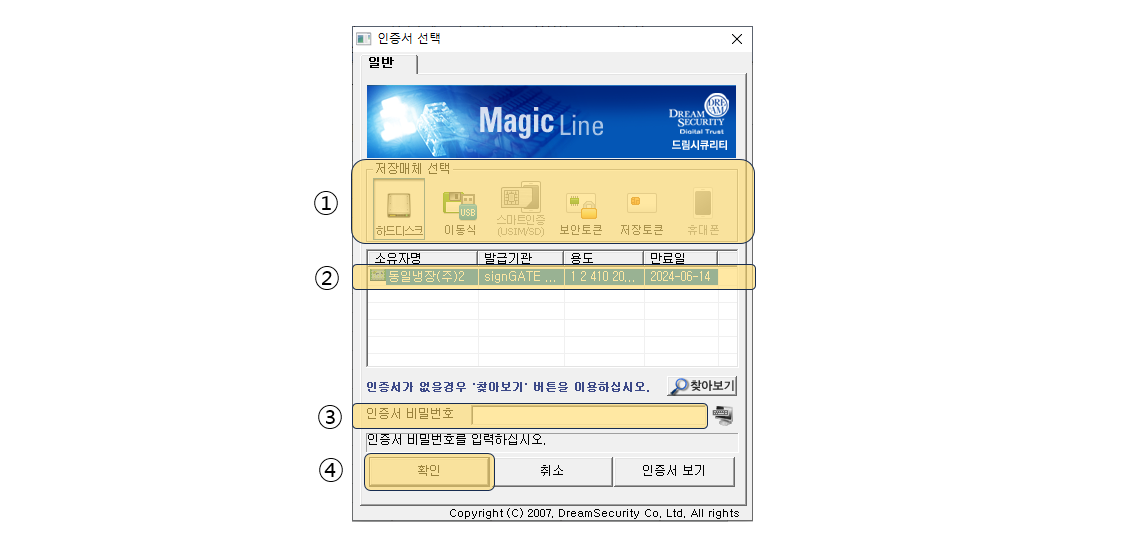 인증서 선택
일반
Magic Line
DREAM SECURITY
Digital Trust
드림시큐리티
저장매체 선택
①
하드디스크 이동식 스마트인증 (USIM/SD) 보안토큰 저장토큰 휴대폰
USB
소유자명 발급기관 용도 만료일
② 동일냉장(주)2 signGATE ... 1 2 410 20... 2024-06-14
인증서가 없을경우 '찾아보기' 버튼을 이용하십시오. 찾아보기
③ 인증서 비밀번호
인증서 비밀번호를 입력하십시오.
④ 확인 취소 인증서 보기
Copyright (C) 2007, DreamSecurity Co, Ltd, All rights